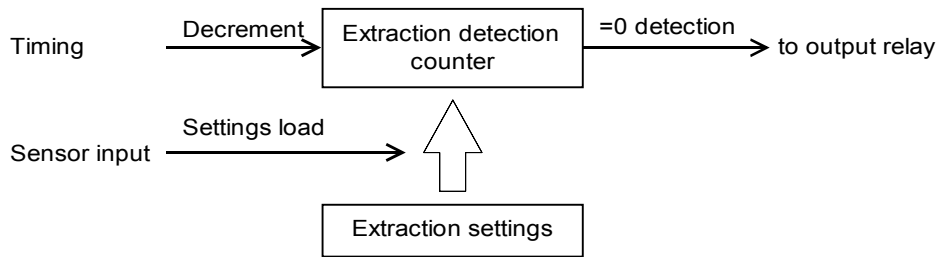 Timing
Decrement
Extraction detection
counter
=0 detection
to output relay
Sensor input
Settings load
Extraction settings